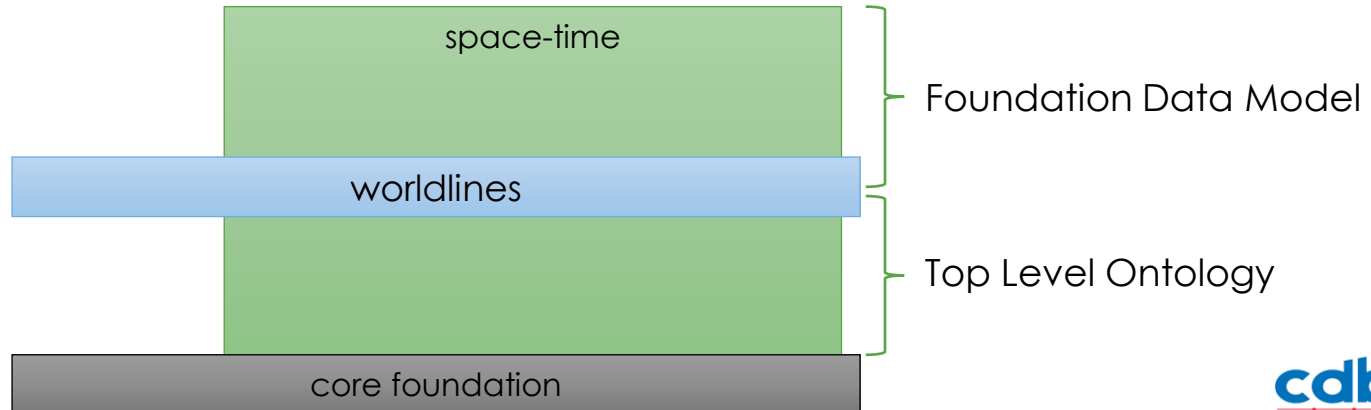 space-time
Foundation Data Model
worldlines
Top Level Ontology
core foundation